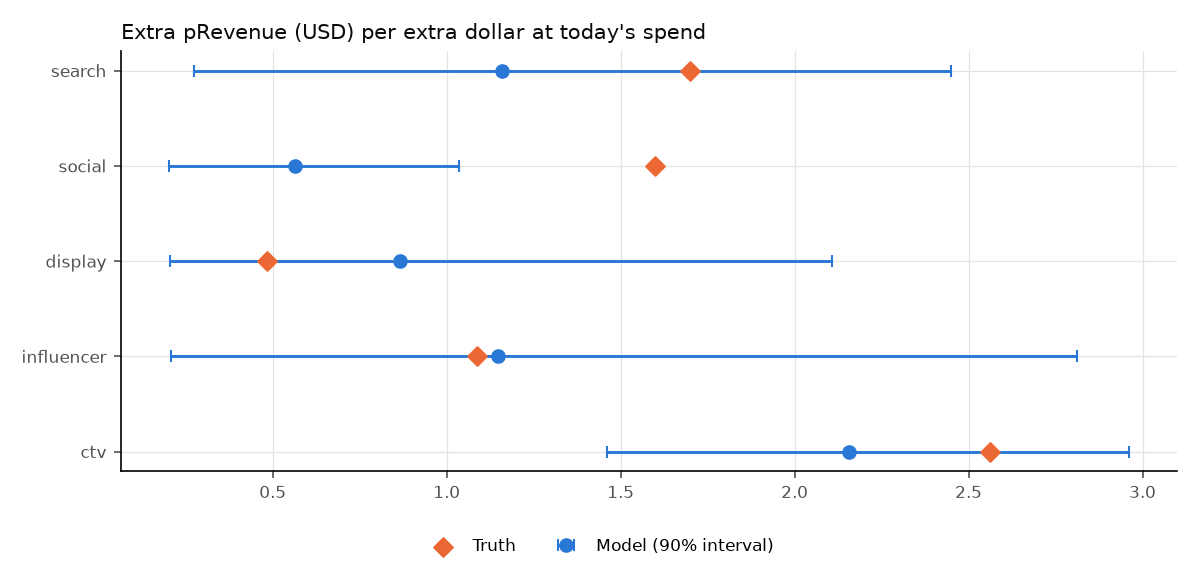 Extra pRevenue (USD) per extra dollar at today's spend
search
social
display
influencer
ctv
0.5 1.0 1.5 2.0 2.5 3.0
Truth Model (90% interval)